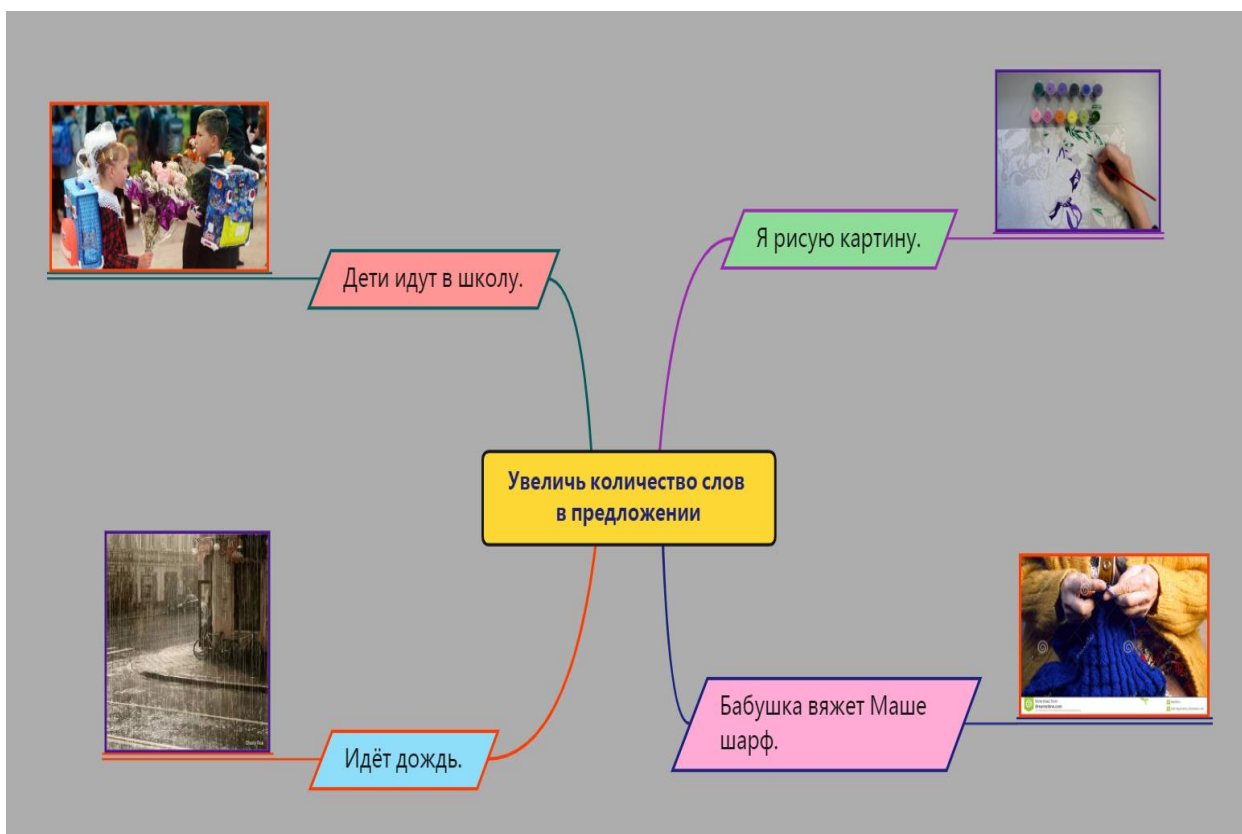 Дети идут в школу.
Я рисую картину.
Увеличь количество слов
в предложении
Идёт дождь.
Бабушка вяжет Маше
шарф.